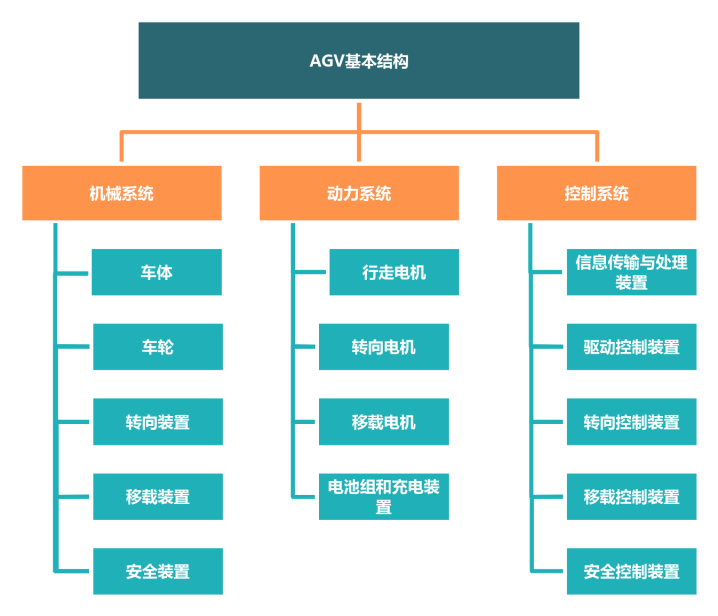 AGV基本结构
机械系统
动力系统
控制系统
车体
车轮
转向装置
移载装置
安全装置
行走电机
转向电机
移载电机
电池组和充电装
置
信息传输与处理
装置
驱动控制装置
转向控制装置
移载控制装置
安全控制装置